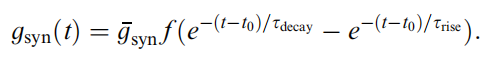 g_syn(t) = ḡ_syn f(e^{−(t−t_0)/τ_decay} − e^{−(t−t_0)/τ_rise}).